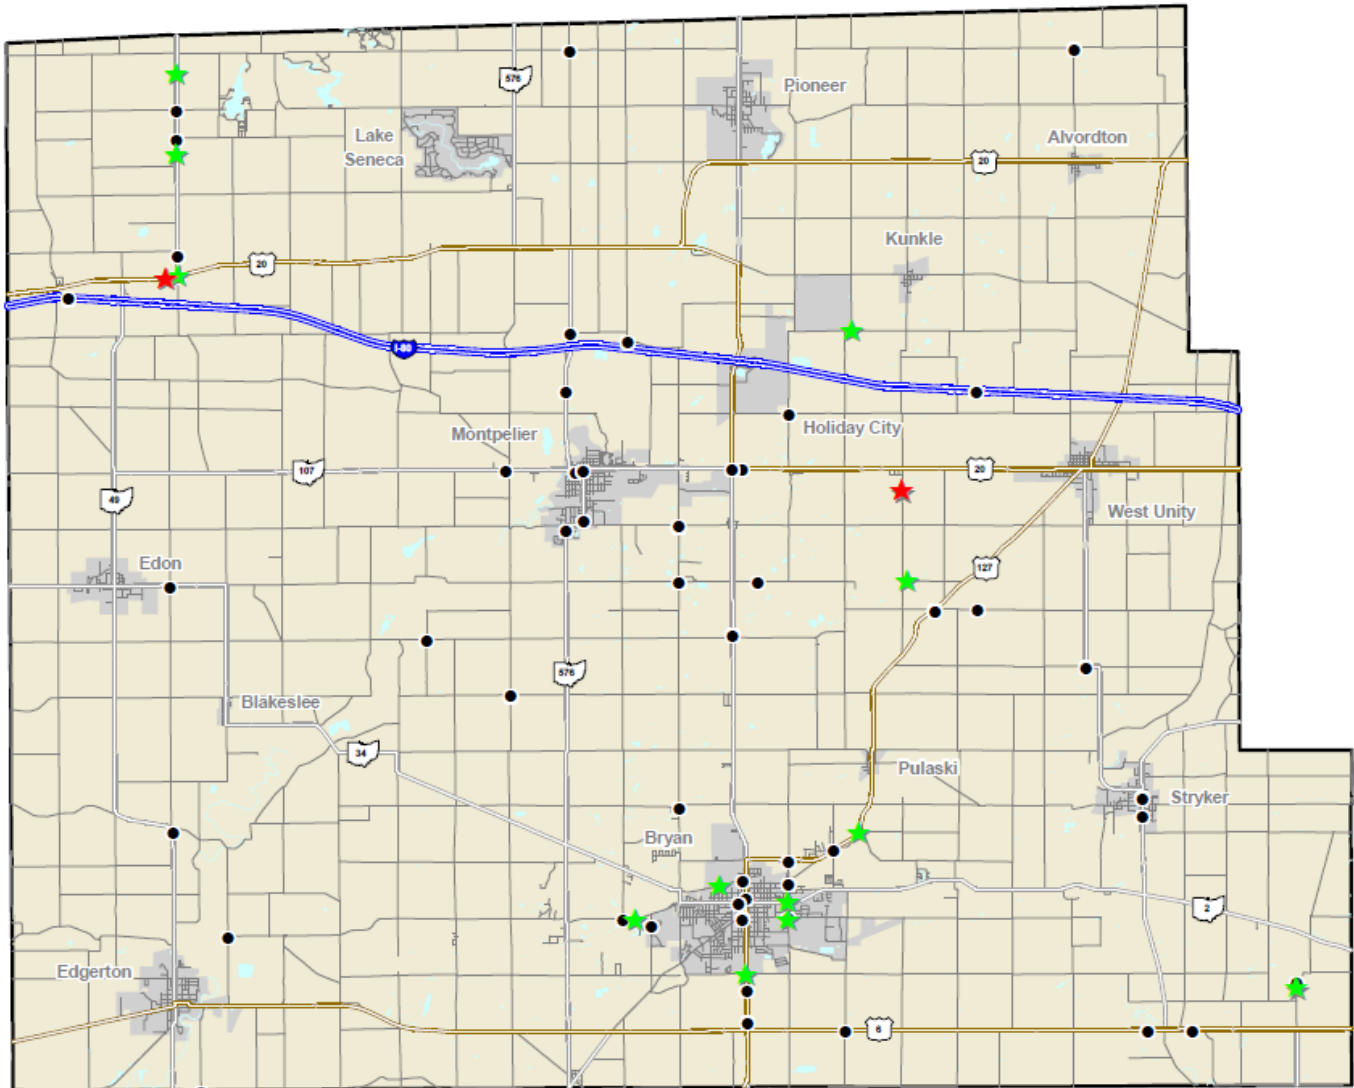 576
Pioneer
Lake
Seneca
Alvordton
20
Kunkle
20
Montpelier
Holiday City
107
20
49
West Unity
Edon
127
576
Blakeslee
34
Pulaski
Stryker
Bryan
2
Edgerton
6